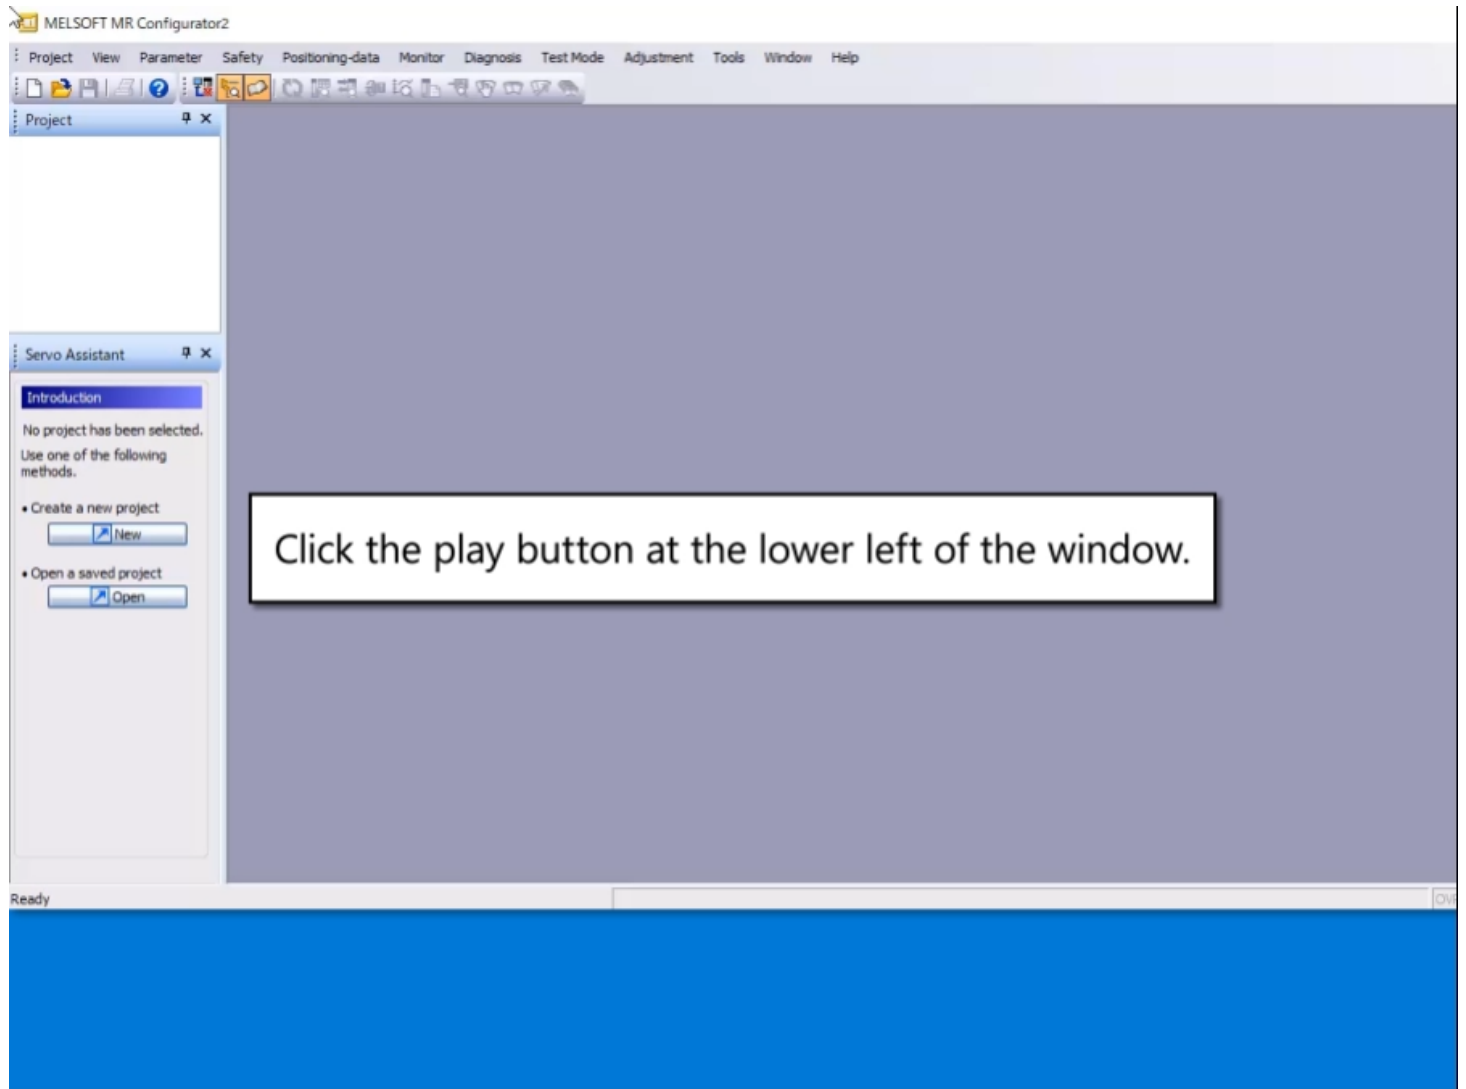 MELSOFT MR Configurator2
Project View Parameter Safety Positioning-data Monitor Diagnosis Test Mode Adjustment Tools Window Help
Project
Servo Assistant
Introduction
No project has been selected.
Use one of the following
methods.
• Create a new project
New
• Open a saved project
Open
Click the play button at the lower left of the window.
Ready